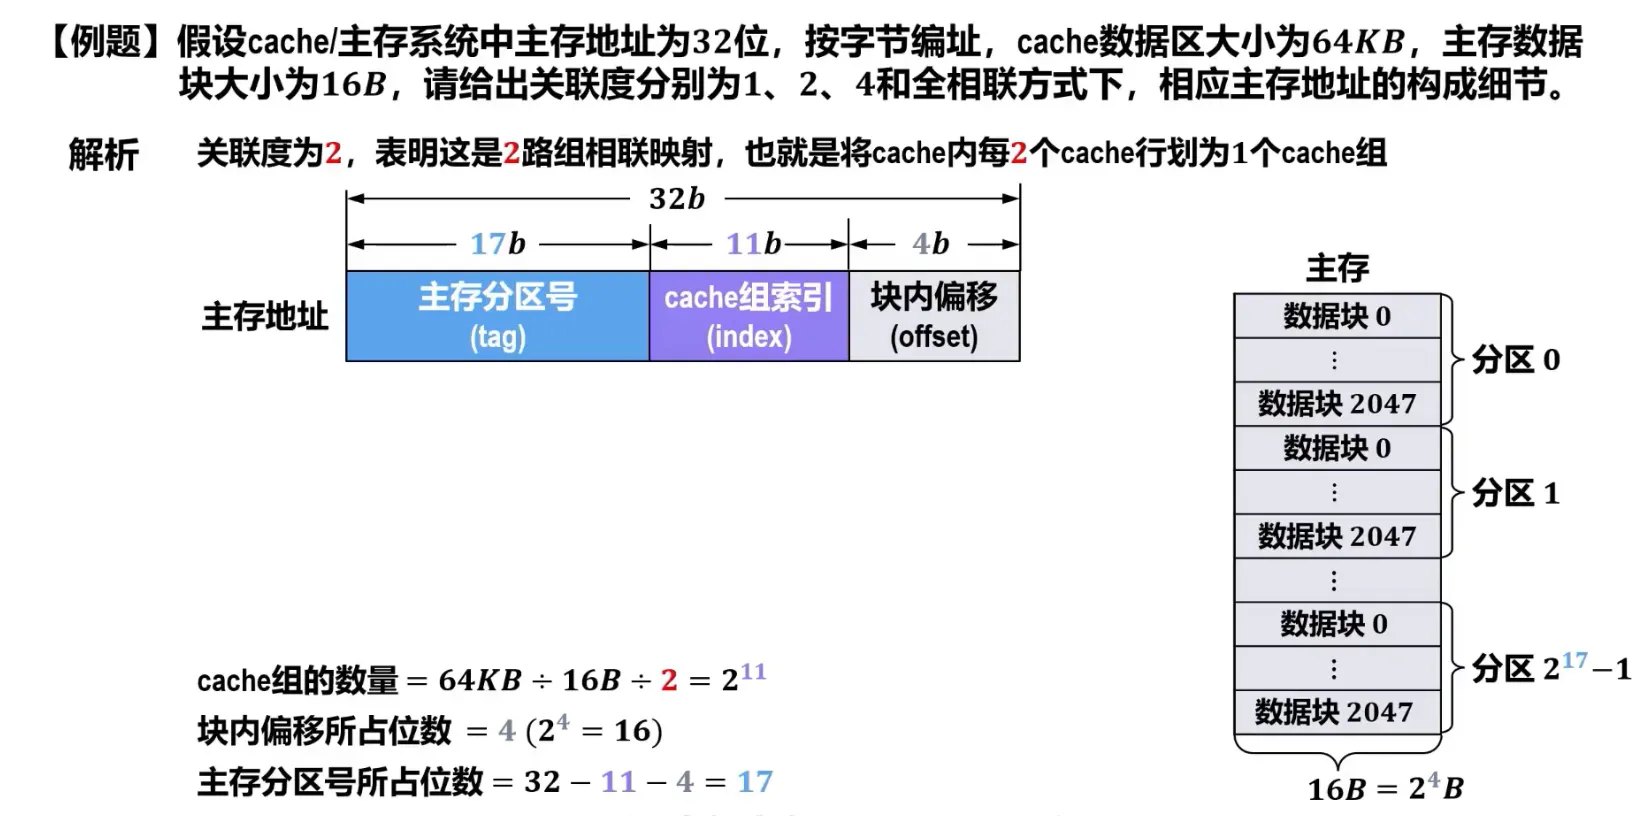 【例题】假设cache/主存系统中主存地址为32位，按字节编址，cache数据区大小为64KB，主存数据
块大小为16B，请给出关联度分别为1、2、4和全相联方式下，相应主存地址的构成细节。
解析 关联度为2，表明这是2路组相联映射，也就是将cache内每2个cache行划为1个cache组
32b
17b 11b 4b
主存地址
主存分区号
(tag)
cache组索引
(index)
块内偏移
(offset)
cache组的数量 = 64KB ÷ 16B ÷ 2 = 2¹¹
块内偏移所占位数 = 4 (2⁴ = 16)
主存分区号所占位数 = 32 − 11 − 4 = 17
主存
数据块 0
⋮
数据块 2047
分区 0
数据块 0
⋮
数据块 2047
分区 1
⋮
数据块 0
⋮
数据块 2047
分区 2¹⁷−1
16B = 2⁴B